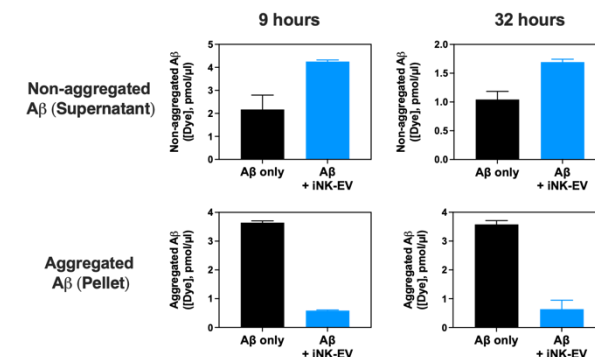 9 hours
32 hours
Non-aggregated
Aβ (Supernatant)
Non-aggregated Aβ
([Dye], pmol/µl)
5
4
3
2
1
0
Aβ only
Aβ
+ iNK-EV
Non-aggregated Aβ
([Dye], pmol/µl)
2.0
1.5
1.0
0.5
0.0
Aβ only
Aβ
+ iNK-EV
Aggregated
Aβ (Pellet)
Aggregated Aβ
([Dye], pmol/µl)
4
3
2
1
0
Aβ only
Aβ
+ iNK-EV
Aggregated Aβ
([Dye], pmol/µl)
4
3
2
1
0
Aβ only
Aβ
+ iNK-EV